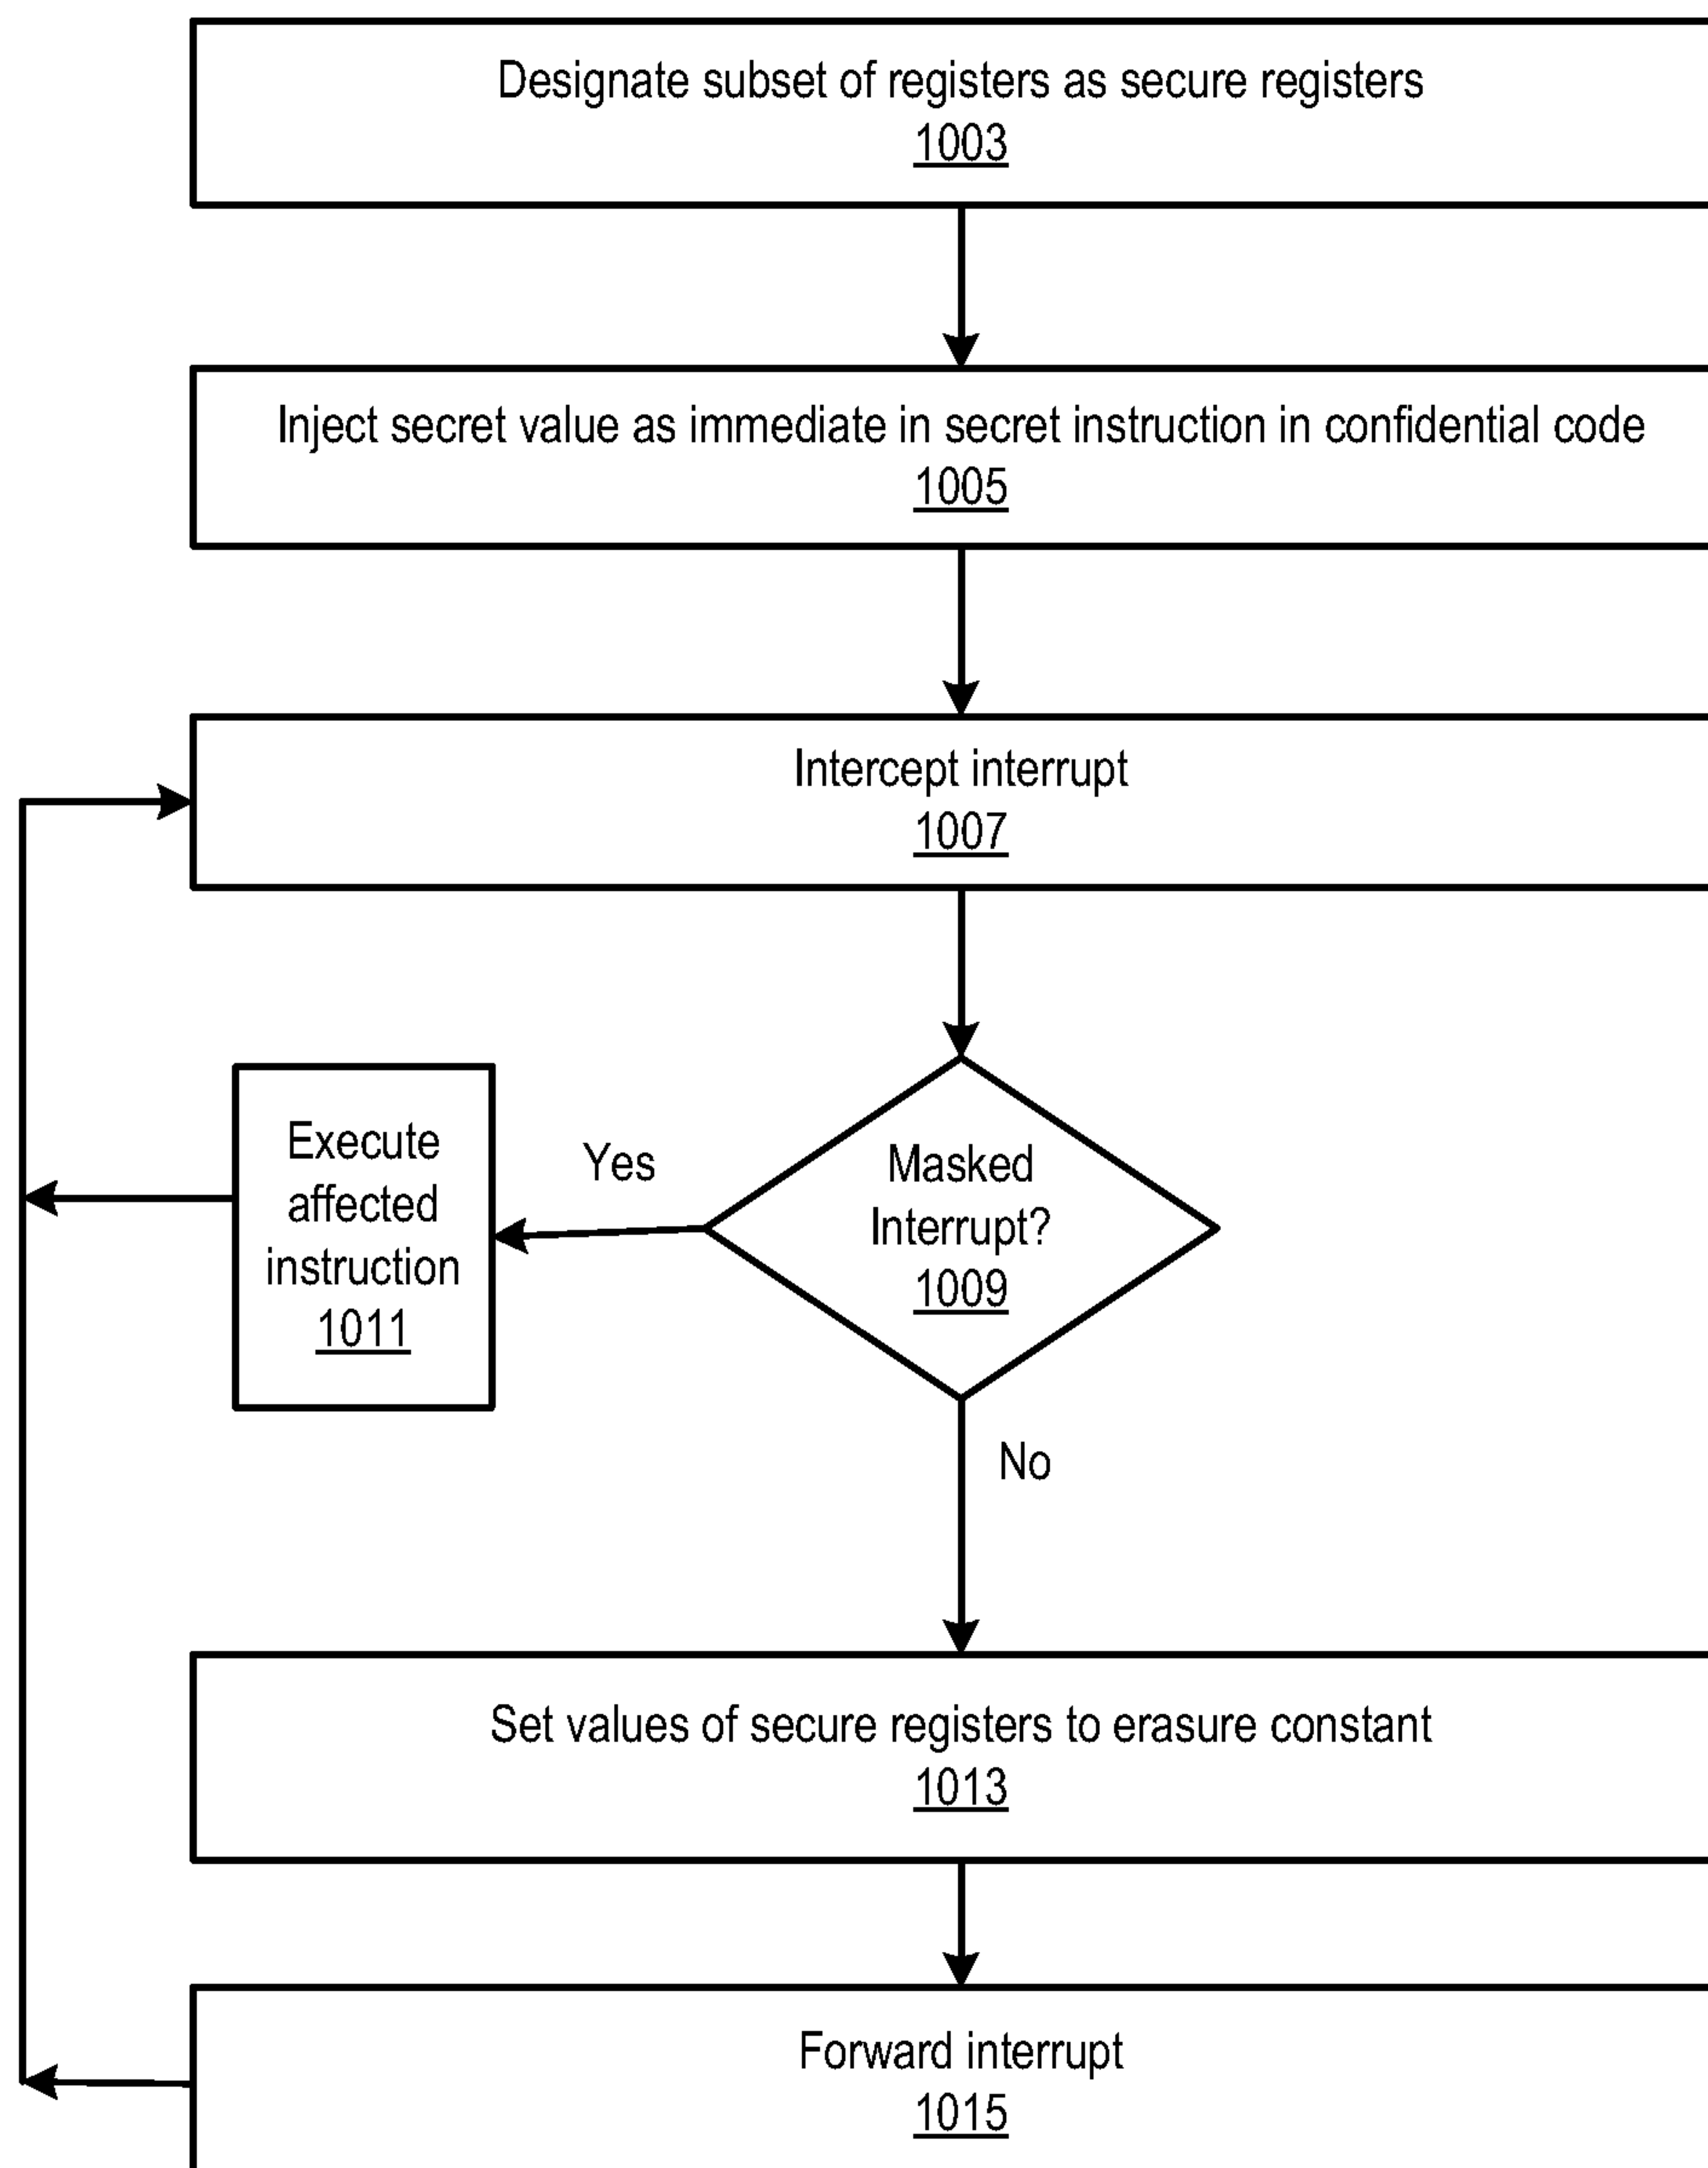 Designate subset of registers as secure registers
1003
Inject secret value as immediate in secret instruction in confidential code
1005
Intercept interrupt
1007
Masked
Interrupt?
1009
Yes
Execute
affected
instruction
1011
No
Set values of secure registers to erasure constant
1013
Forward interrupt
1015